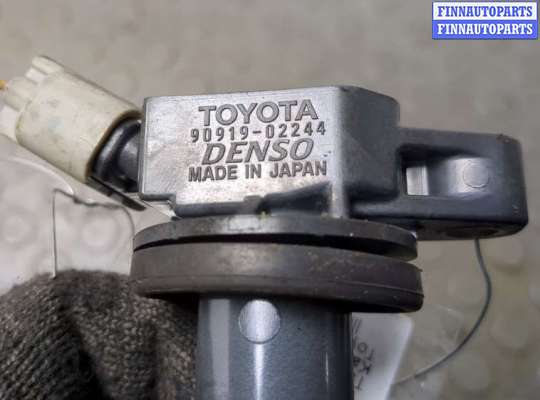 FINNAUTOPARTS
FINNAUTOPARTS
TOYOTA
90919-02244
DENSO
MADE IN JAPAN